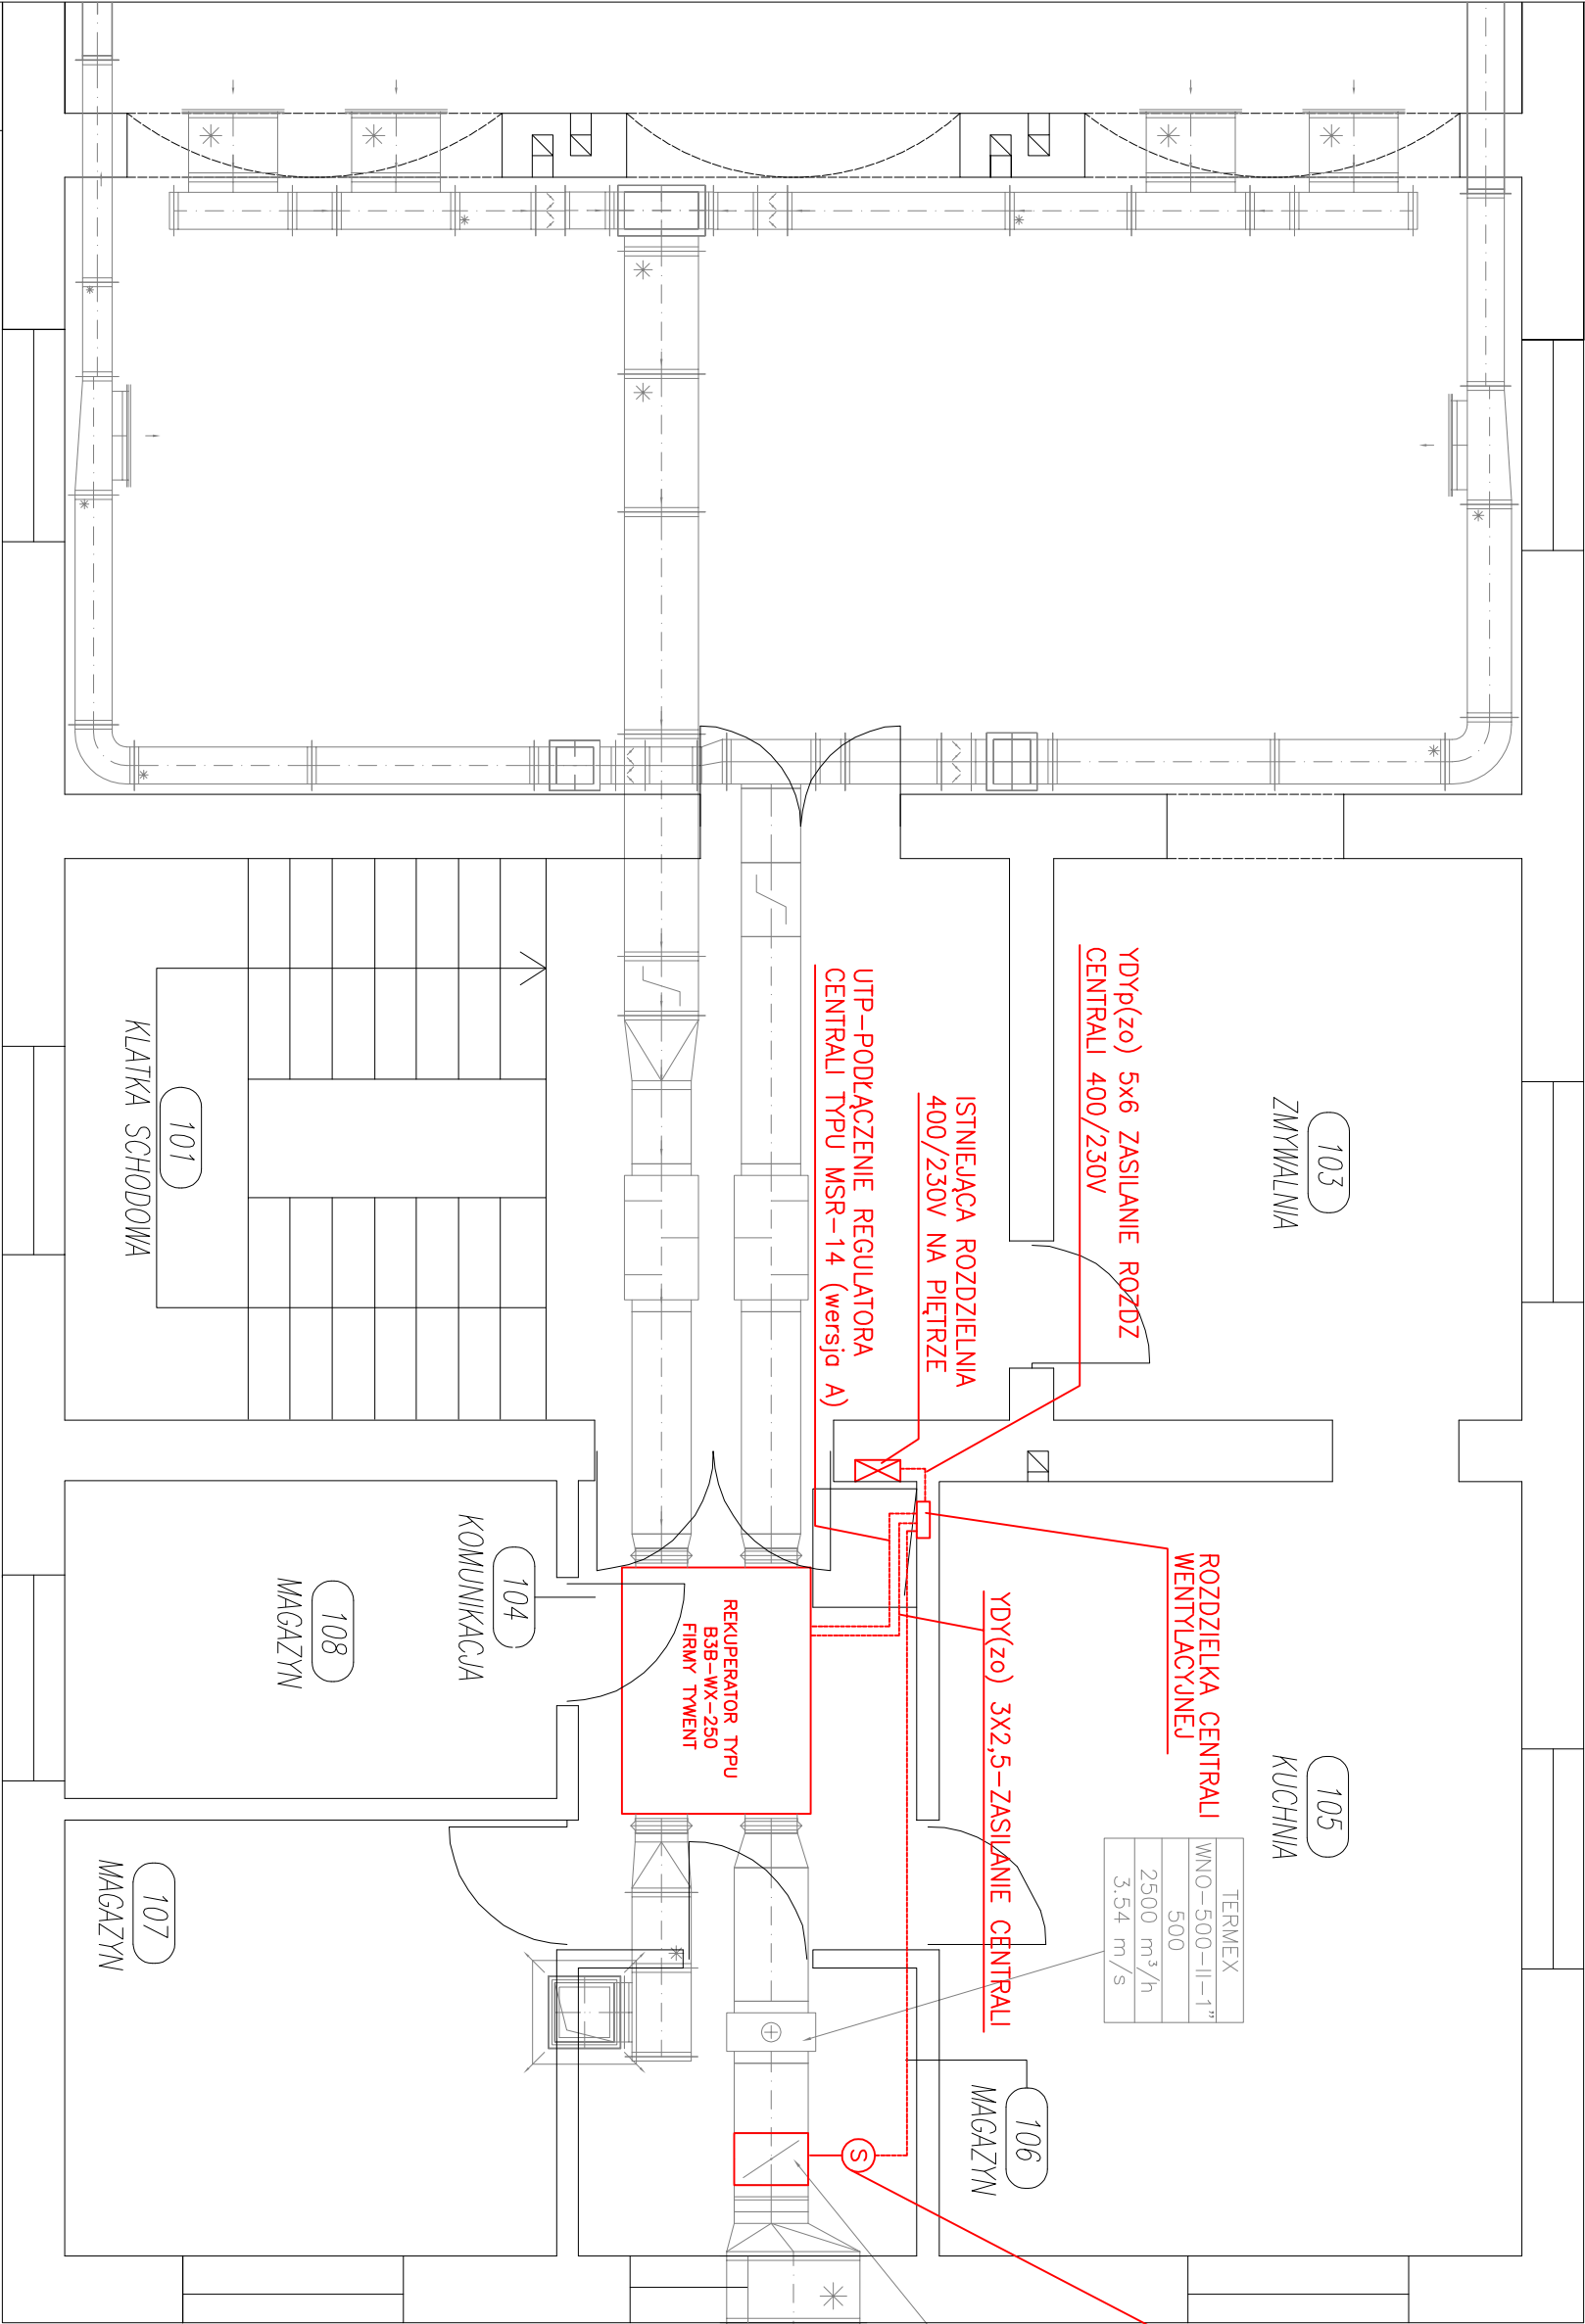 YDYp(zo) 5x6 ZASILANIE ROZDZ
CENTRALI 400/230V
ISTNIEJĄCA ROZDZIELNIA
400/230V NA PIĘTRZE
UTP-PODŁĄCZENIE REGULATORA
CENTRALI TYPU MSR-14 (wersja A)
103
ZMYWALNIA
101
KLATKA SCHODOWA
ROZDZIELKA CENTRALI
WENTYLACYJNEJ
YDY(zo) 3X2,5-ZASILANIE CENTRALI
REKUPERATOR TYPU
B3B-WX-250
FIRMY TYWENT
104
KOMUNIKACJA
108
MAGAZYN
105
KUCHNIA
TERMEX
WNO-500-II-1"
500
2500 m³/h
3.54 m/s
107
MAGAZYN
106
MAGAZYN
S